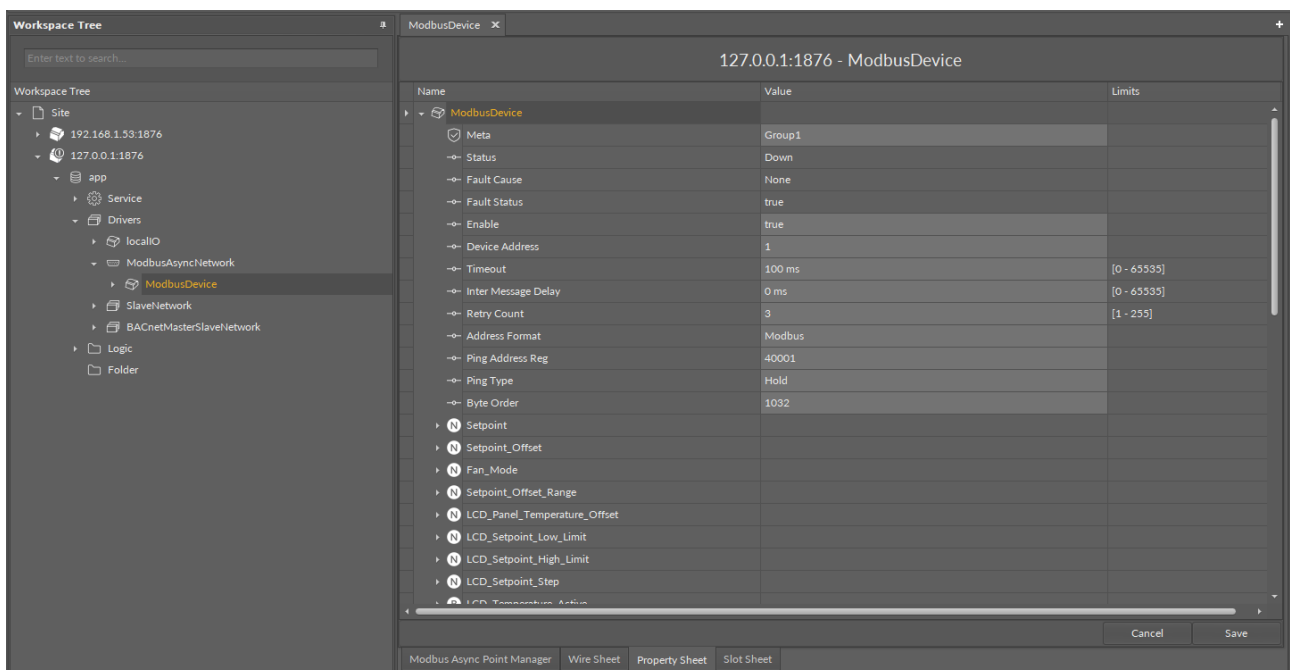 Workspace Tree
Enter text to search...
Workspace Tree
Site
192.168.1.53:1876
127.0.0.1:1876
app
Service
Drivers
localIO
ModbusAsyncNetwork
ModbusDevice
SlaveNetwork
BACnetMasterSlaveNetwork
Logic
Folder
ModbusDevice
127.0.0.1:1876 - ModbusDevice
Name Value Limits
ModbusDevice
Meta Group1
Status Down
Fault Cause None
Fault Status true
Enable true
Device Address 1
Timeout 100 ms [0 - 65535]
Inter Message Delay 0 ms [0 - 65535]
Retry Count 3 [1 - 255]
Address Format Modbus
Ping Address Reg 40001
Ping Type Hold
Byte Order 1032
N Setpoint
N Setpoint_Offset
N Fan_Mode
N Setpoint_Offset_Range
N LCD_Panel_Temperature_Offset
N LCD_Setpoint_Low_Limit
N LCD_Setpoint_High_Limit
N LCD_Setpoint_Step
LCD_Temperature_Active
Cancel Save
Modbus Async Point Manager Wire Sheet Property Sheet Slot Sheet